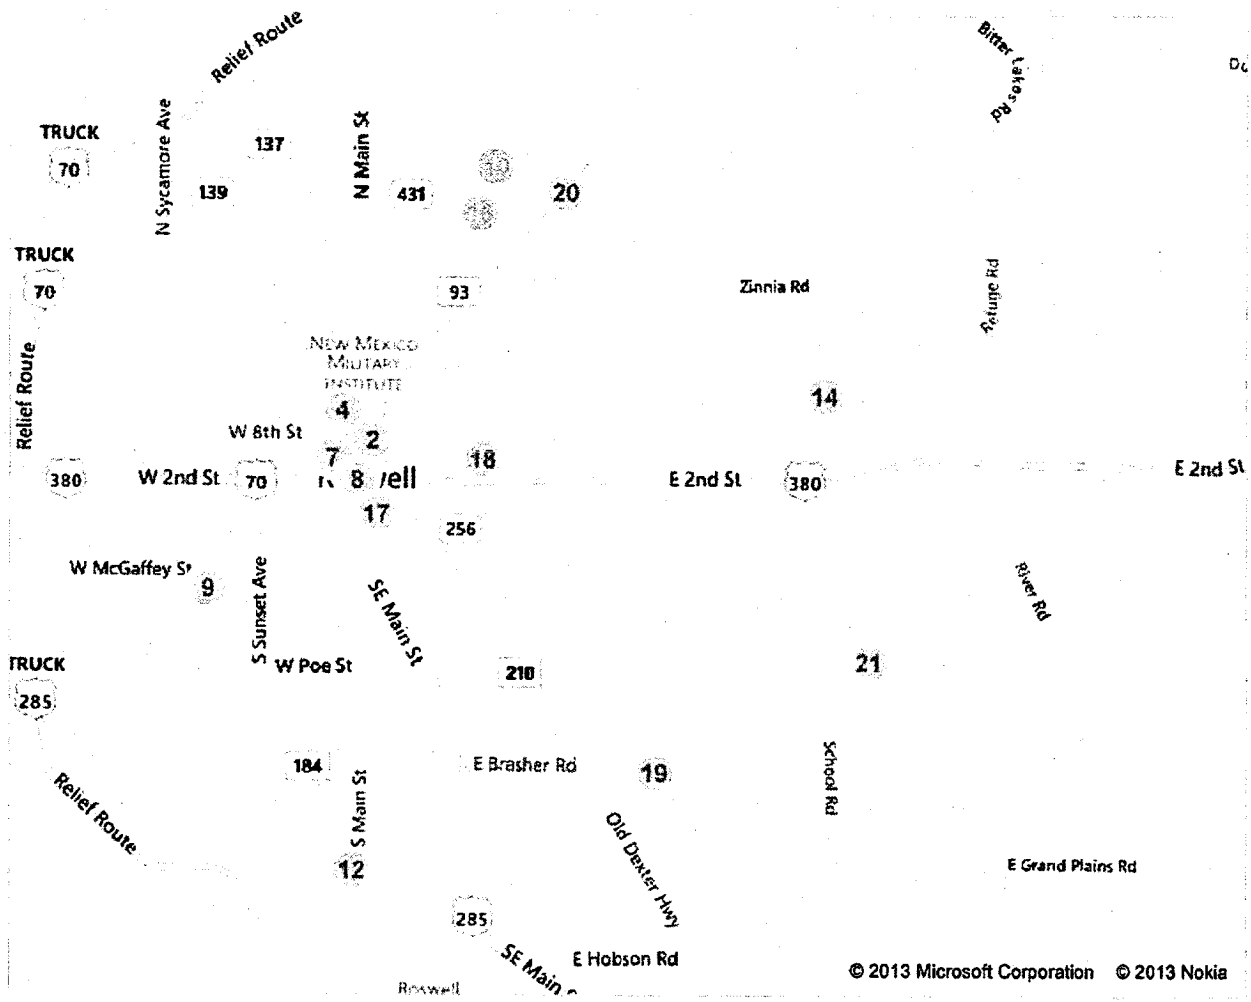 Relief Route
Bitter Lakes Rd
TRUCK
70
N Sycamore Ave
137
N Main St
139
431
20
TRUCK
70
93
Zinnia Rd
Refuge Rd
Relief Route
NEW MEXICO
MILITARY
INSTITUTE
4
14
W 8th St
2
7
18
380
W 2nd St
70
8
/ell
E 2nd St
380
E 2nd St
17
256
W McGaffey St
9
S Sunset Ave
SE Main St
River Rd
TRUCK
285
W Poe St
210
21
184
S Main St
E Brasher Rd
19
School Rd
Relief Route
12
Old Dexter Hwy
E Grand Plains Rd
285
SE Main
E Hobson Rd
© 2013 Microsoft Corporation © 2013 Nokia
Roswell